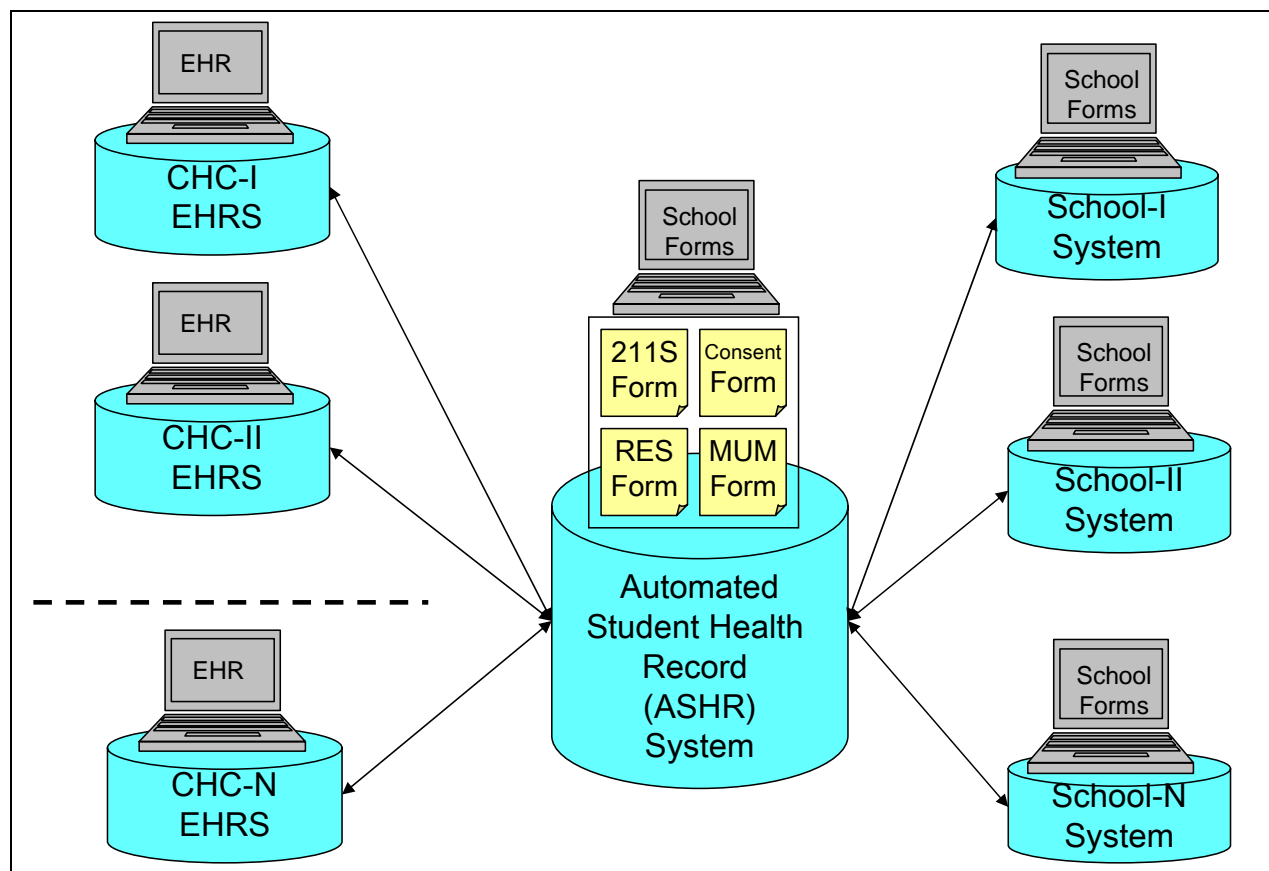 EHR
CHC-I
EHRS
EHR
CHC-II
EHRS
EHR
CHC-N
EHRS
School
Forms
211S
Form
Consent
Form
RES
Form
MUM
Form
Automated
Student Health
Record
(ASHR)
System
School
Forms
School-I
System
School
Forms
School-II
System
School
Forms
School-N
System